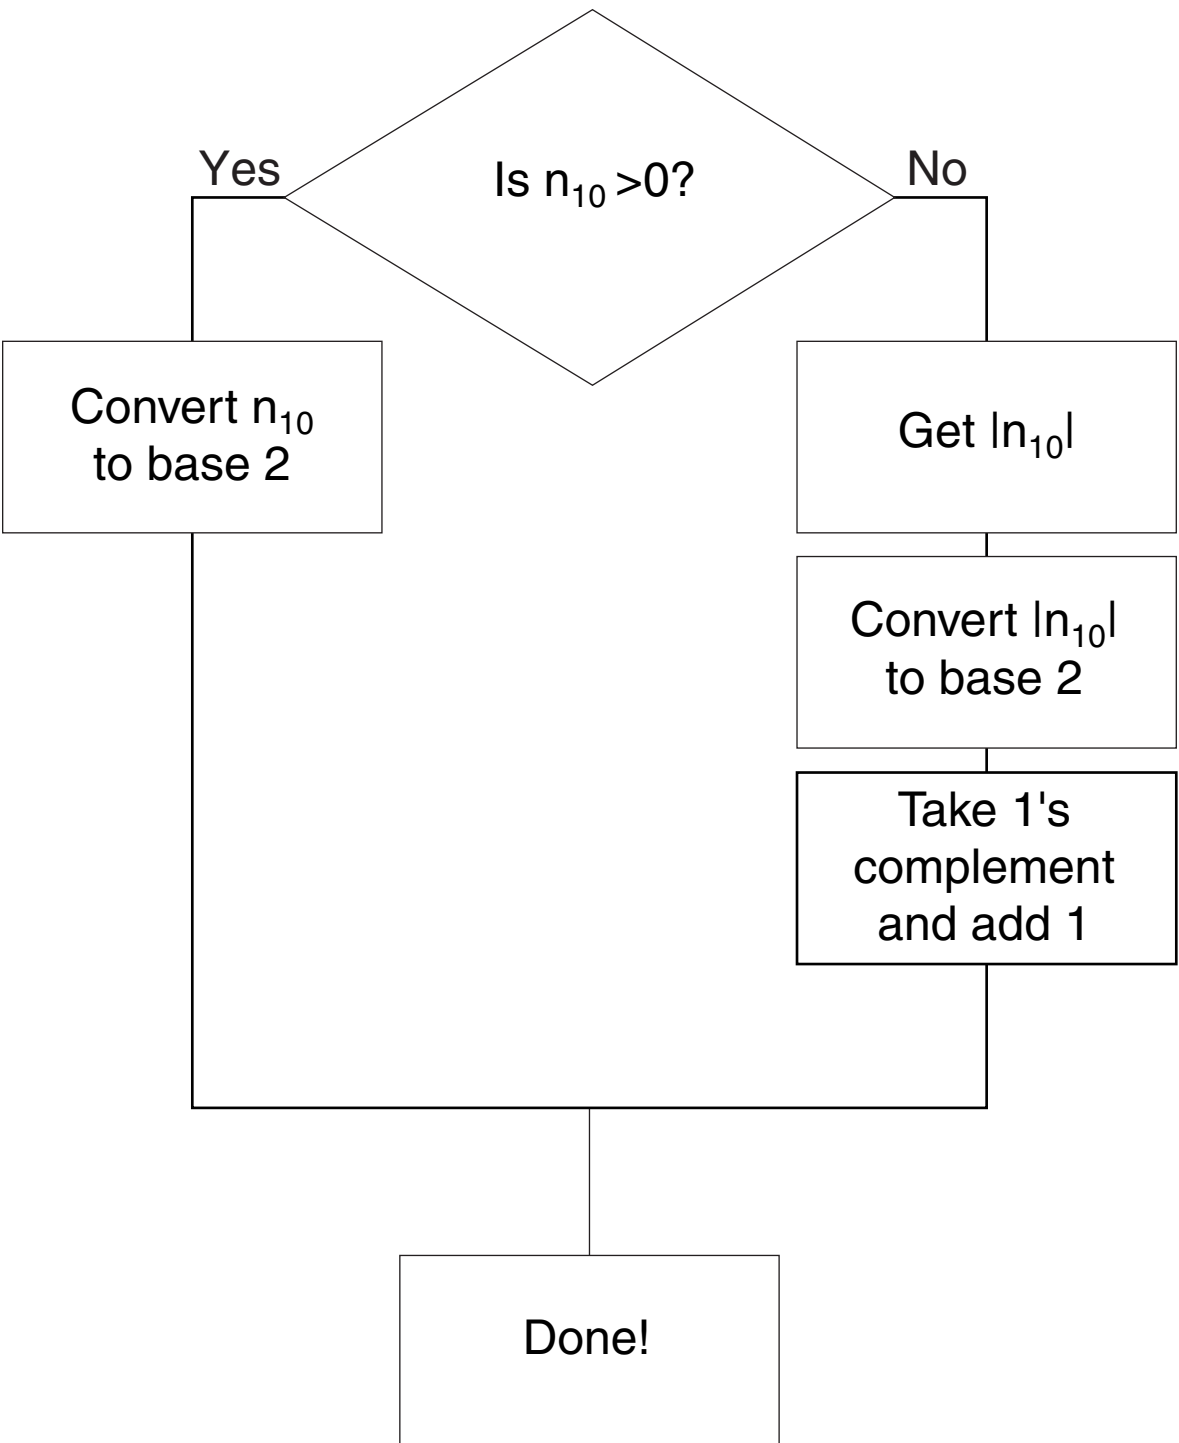 Is n₁₀ >0?
Yes
No
Convert n₁₀
to base 2
Get |n₁₀|
Convert |n₁₀|
to base 2
Take 1's
complement
and add 1
Done!